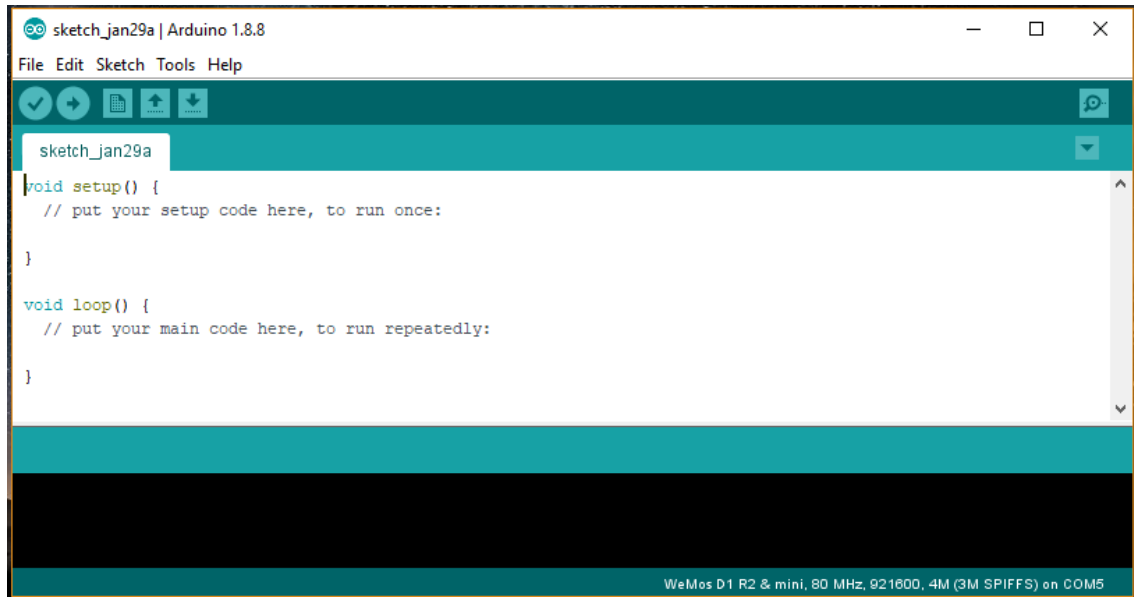 sketch_jan29a | Arduino 1.8.8
File Edit Sketch Tools Help
sketch_jan29a
void setup() {
  // put your setup code here, to run once:
}
void loop() {
  // put your main code here, to run repeatedly:
}
WeMos D1 R2 & mini, 80 MHz, 921600, 4M (3M SPIFFS) on COM5